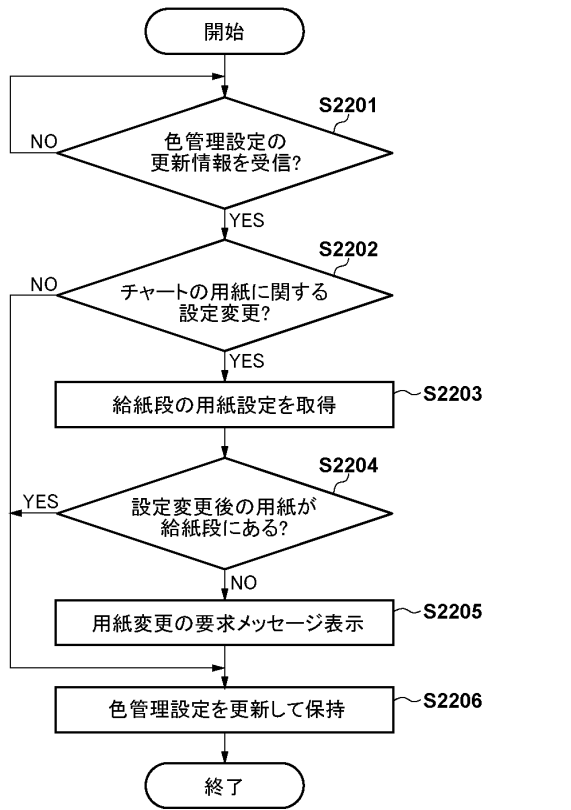 開始
S2201
NO
色管理設定の
更新情報を受信?
YES
S2202
NO
チャートの用紙に関する
設定変更?
YES
給紙段の用紙設定を取得
S2203
S2204
YES
設定変更後の用紙が
給紙段にある?
NO
用紙変更の要求メッセージ表示
S2205
色管理設定を更新して保持
S2206
終了